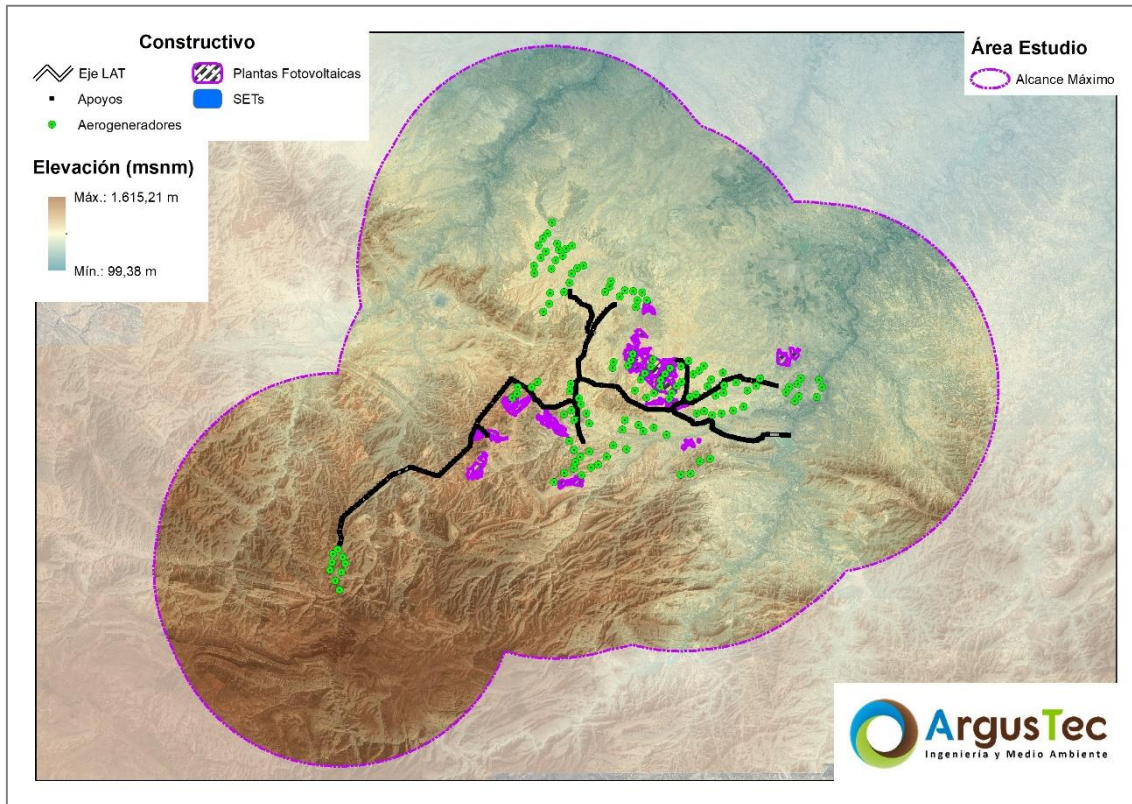 Constructivo
Eje LAT
Apoyos
Aerogeneradores
Plantas Fotovoltaicas
SETs
Elevación (msnm)
Máx.: 1.615,21 m
Mín.: 99,38 m
Área Estudio
Alcance Máximo
ArgusTec
Ingeniería y Medio Ambiente